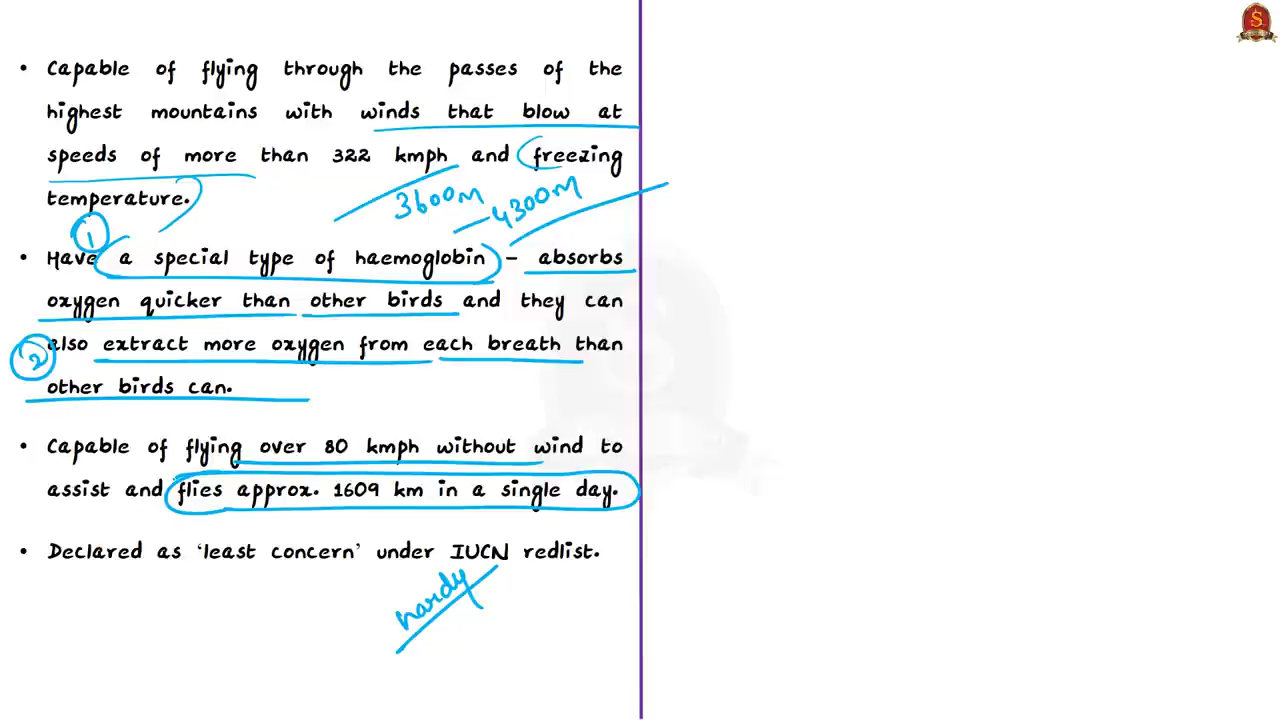 • Capable of flying through the passes of the
highest mountains with winds that blow at
speeds of more than 322 kmph and freezing
temperature.
3600M
- 4300M
1
• Have a special type of haemoglobin - absorbs
oxygen quicker than other birds and they can
2
also extract more oxygen from each breath than
other birds can.
• Capable of flying over 80 kmph without wind to
assist and flies approx. 1609 km in a single day.
• Declared as ‘least concern’ under IUCN redlist.
hardy
S